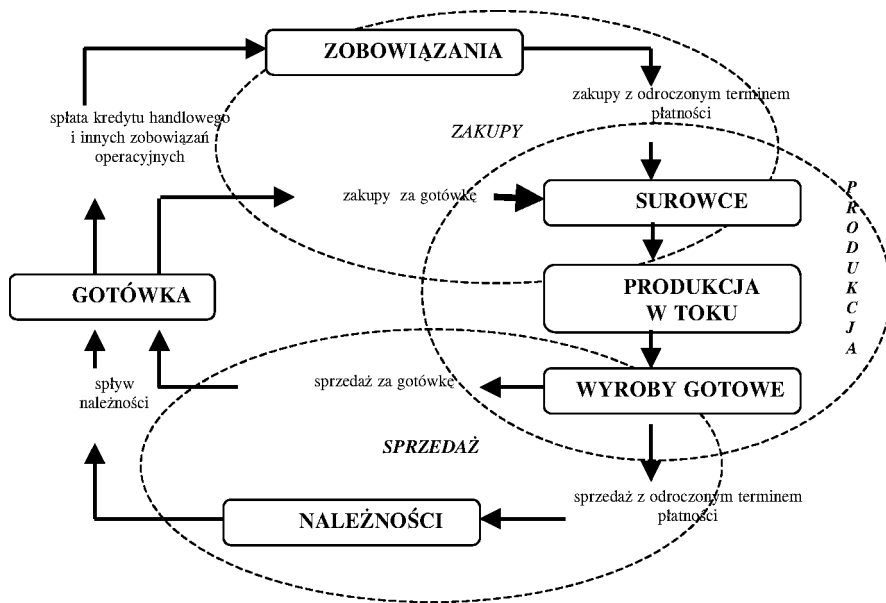 ZOBOWIĄZANIA
zakupy z odroczonym terminem
płatności
spłata kredytu handlowego
i innych zobowiązań
operacyjnych
ZAKUPY
zakupy za gotówkę
SUROWCE
PRODUKCJA
GOTÓWKA
PRODUKCJA
W TOKU
spływ
należności
sprzedaż za gotówkę
WYROBY GOTOWE
SPRZEDAŻ
sprzedaż z odroczonym terminem
płatności
NALEŻNOŚCI